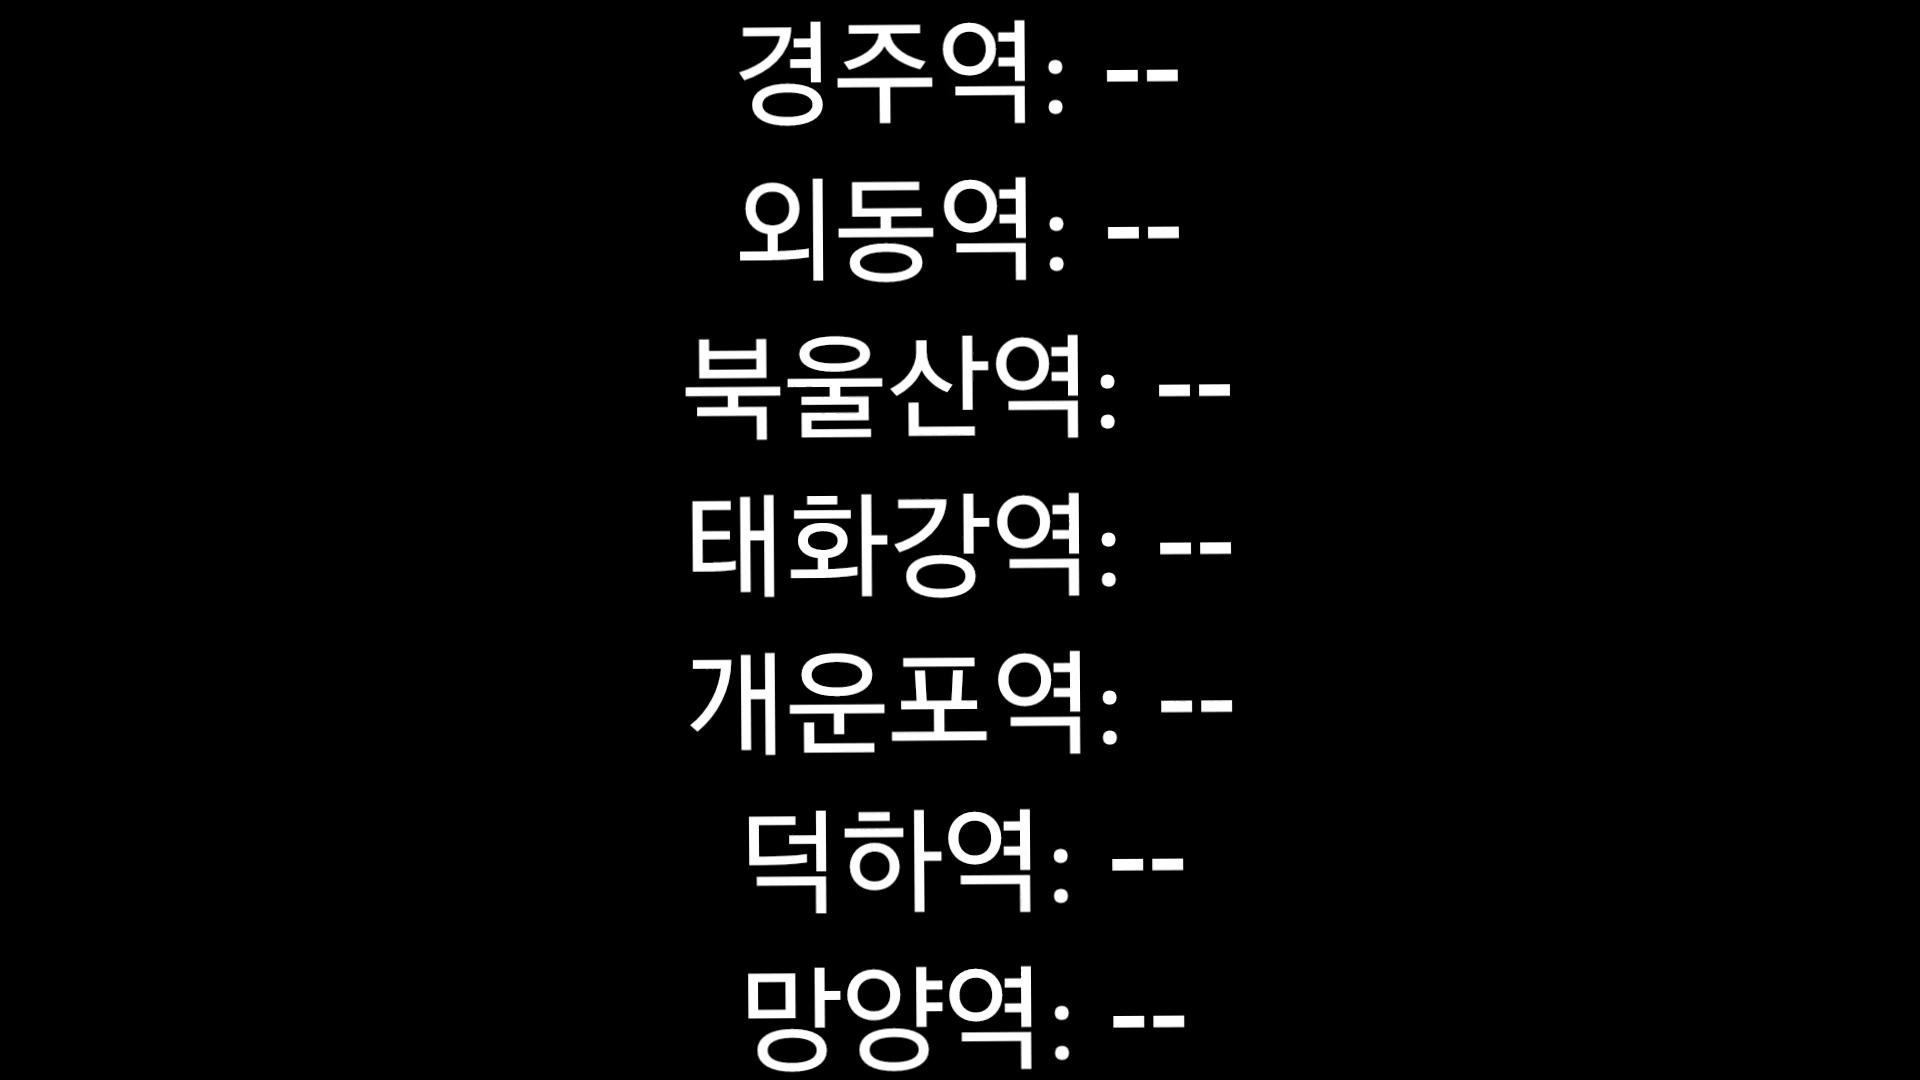 경주역: --
외동역: --
북울산역: --
태화강역: --
개운포역: --
덕하역: --
망양역: --